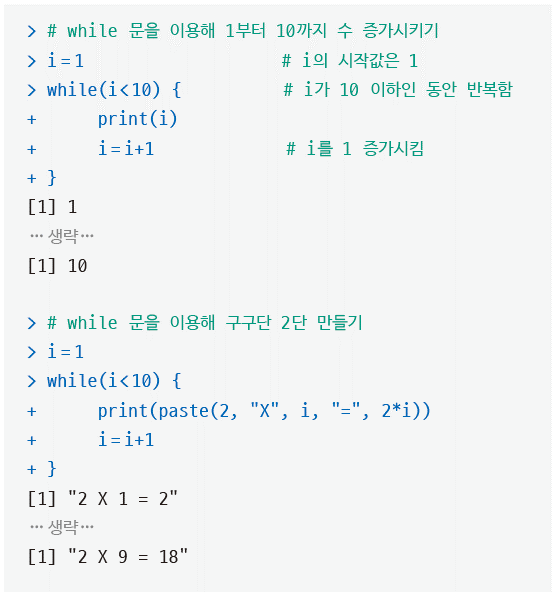 > # while 문을 이용해 1부터 10까지 수 증가시키기
> i=1 # i의 시작값은 1
> while(i<10) { # i가 10 이하인 동안 반복함
+ print(i)
+ i=i+1 # i를 1 증가시킴
+ }
[1] 1
…생략…
[1] 10
> # while 문을 이용해 구구단 2단 만들기
> i=1
> while(i<10) {
+ print(paste(2, "X", i, "=", 2*i))
+ i=i+1
+ }
[1] "2 X 1 = 2"
…생략…
[1] "2 X 9 = 18"